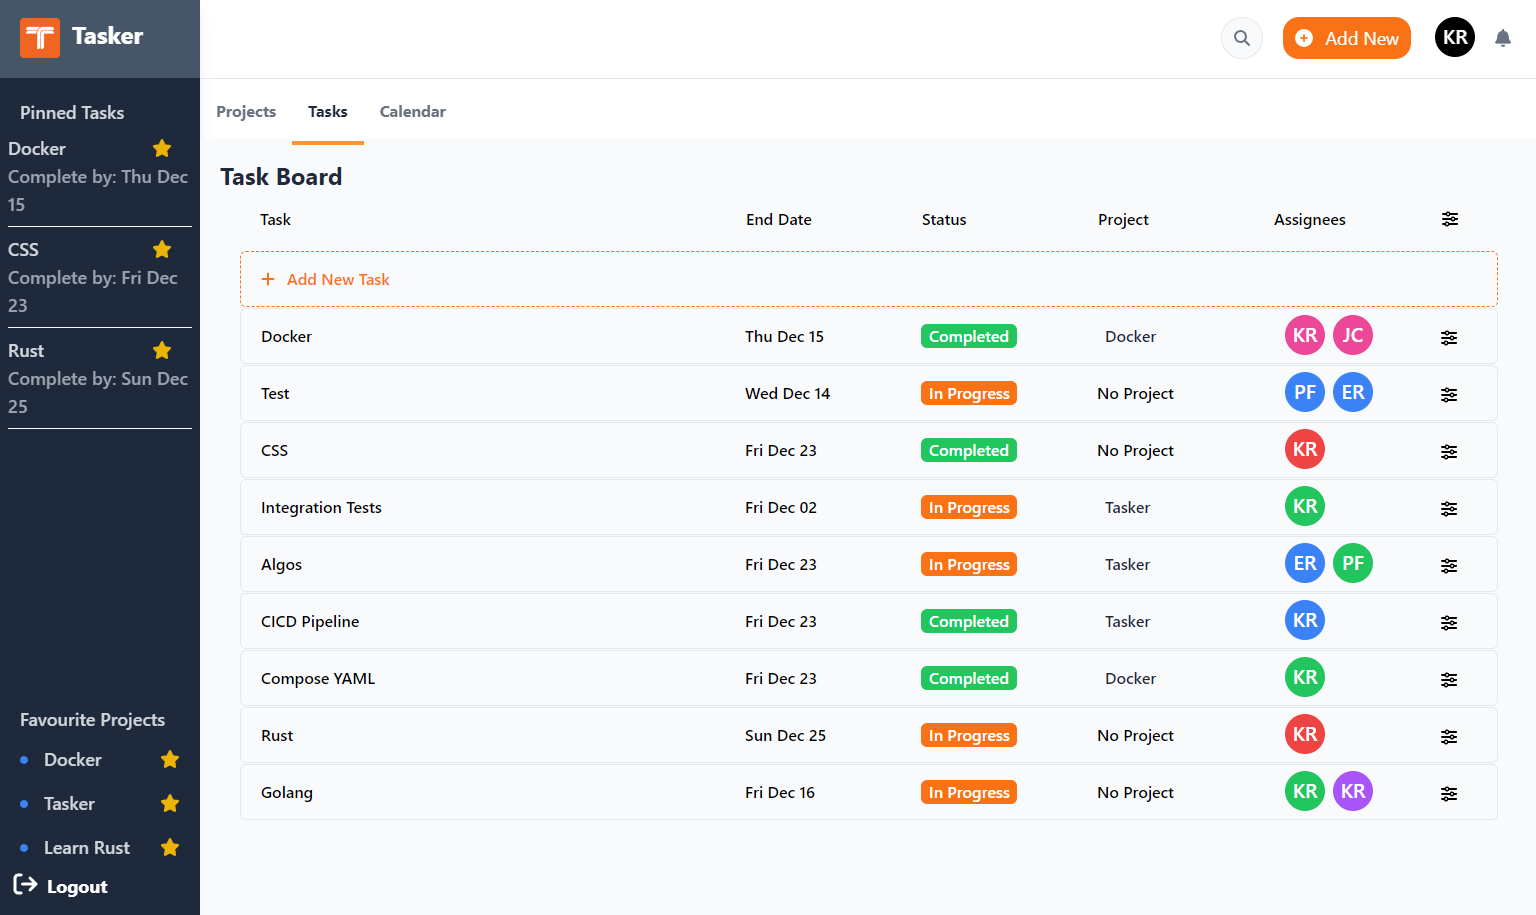 Tasker
Add New
KR
Pinned Tasks
Docker
Complete by: Thu Dec
15
CSS
Complete by: Fri Dec
23
Rust
Complete by: Sun Dec
25
Favourite Projects
Docker
Tasker
Learn Rust
Logout
Projects Tasks Calendar
Task Board
Task End Date Status Project Assignees
+ Add New Task
Docker Thu Dec 15 Completed Docker KR JC
Test Wed Dec 14 In Progress No Project PF ER
CSS Fri Dec 23 Completed No Project KR
Integration Tests Fri Dec 02 In Progress Tasker KR
Algos Fri Dec 23 In Progress Tasker ER PF
CICD Pipeline Fri Dec 23 Completed Tasker KR
Compose YAML Fri Dec 23 Completed Docker KR
Rust Sun Dec 25 In Progress No Project KR
Golang Fri Dec 16 In Progress No Project KR KR